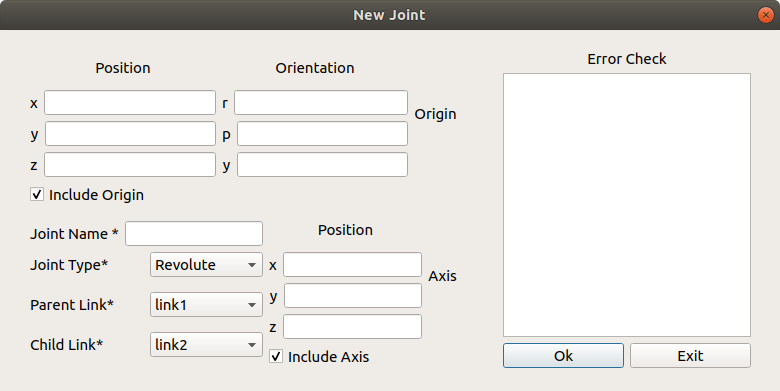 New Joint
Position Orientation Error Check
x r
Origin
y p
z y
Include Origin
Joint Name * Position
Joint Type* Revolute x Axis
Parent Link* link1 y
z
Child Link* link2
Include Axis
Ok Exit